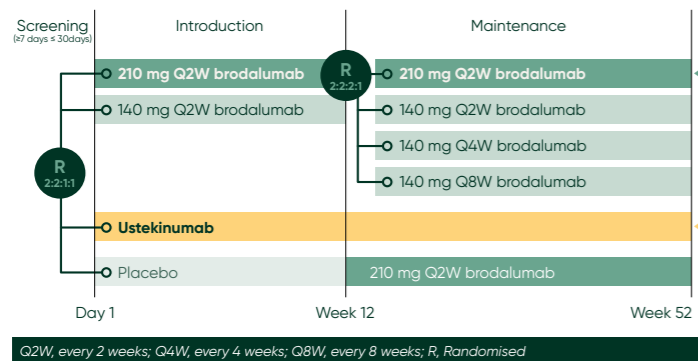 Screening
(≥7 days ≤ 30days)
Introduction
Maintenance
210 mg Q2W brodalumab
140 mg Q2W brodalumab
R
2:2:2:1
210 mg Q2W brodalumab
140 mg Q2W brodalumab
140 mg Q4W brodalumab
140 mg Q8W brodalumab
R
2:2:1:1
Ustekinumab
Placebo
210 mg Q2W brodalumab
Day 1
Week 12
Week 52
Q2W, every 2 weeks; Q4W, every 4 weeks; Q8W, every 8 weeks; R, Randomised